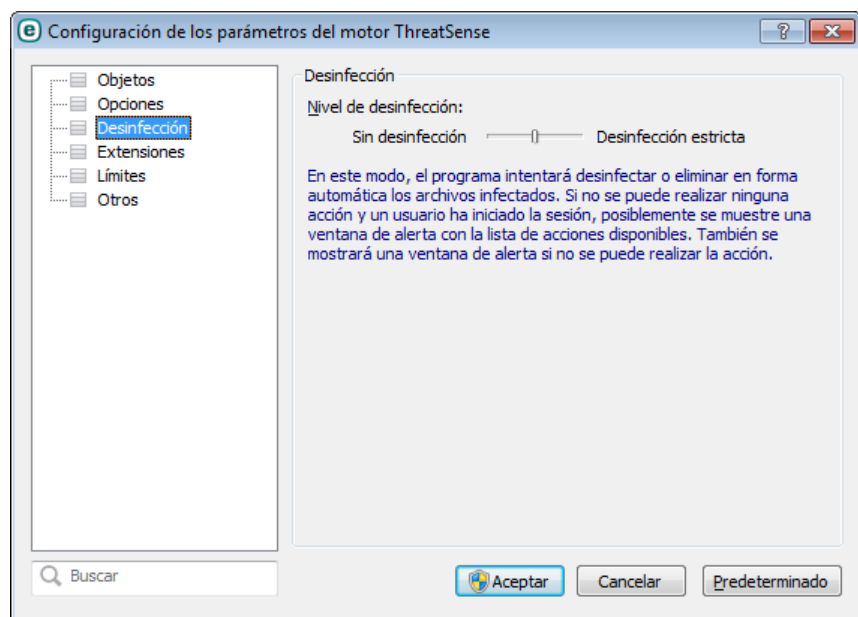 Configuración de los parámetros del motor ThreatSense
Objetos
Opciones
Desinfección
Extensiones
Límites
Otros
Desinfección
Nivel de desinfección:
Sin desinfección
Desinfección estricta
En este modo, el programa intentará desinfectar o eliminar en forma
automática los archivos infectados. Si no se puede realizar ninguna
acción y un usuario ha iniciado la sesión, posiblemente se muestre una
ventana de alerta con la lista de acciones disponibles. También se
mostrará una ventana de alerta si no se puede realizar la acción.
Buscar
Aceptar
Cancelar
Predeterminado